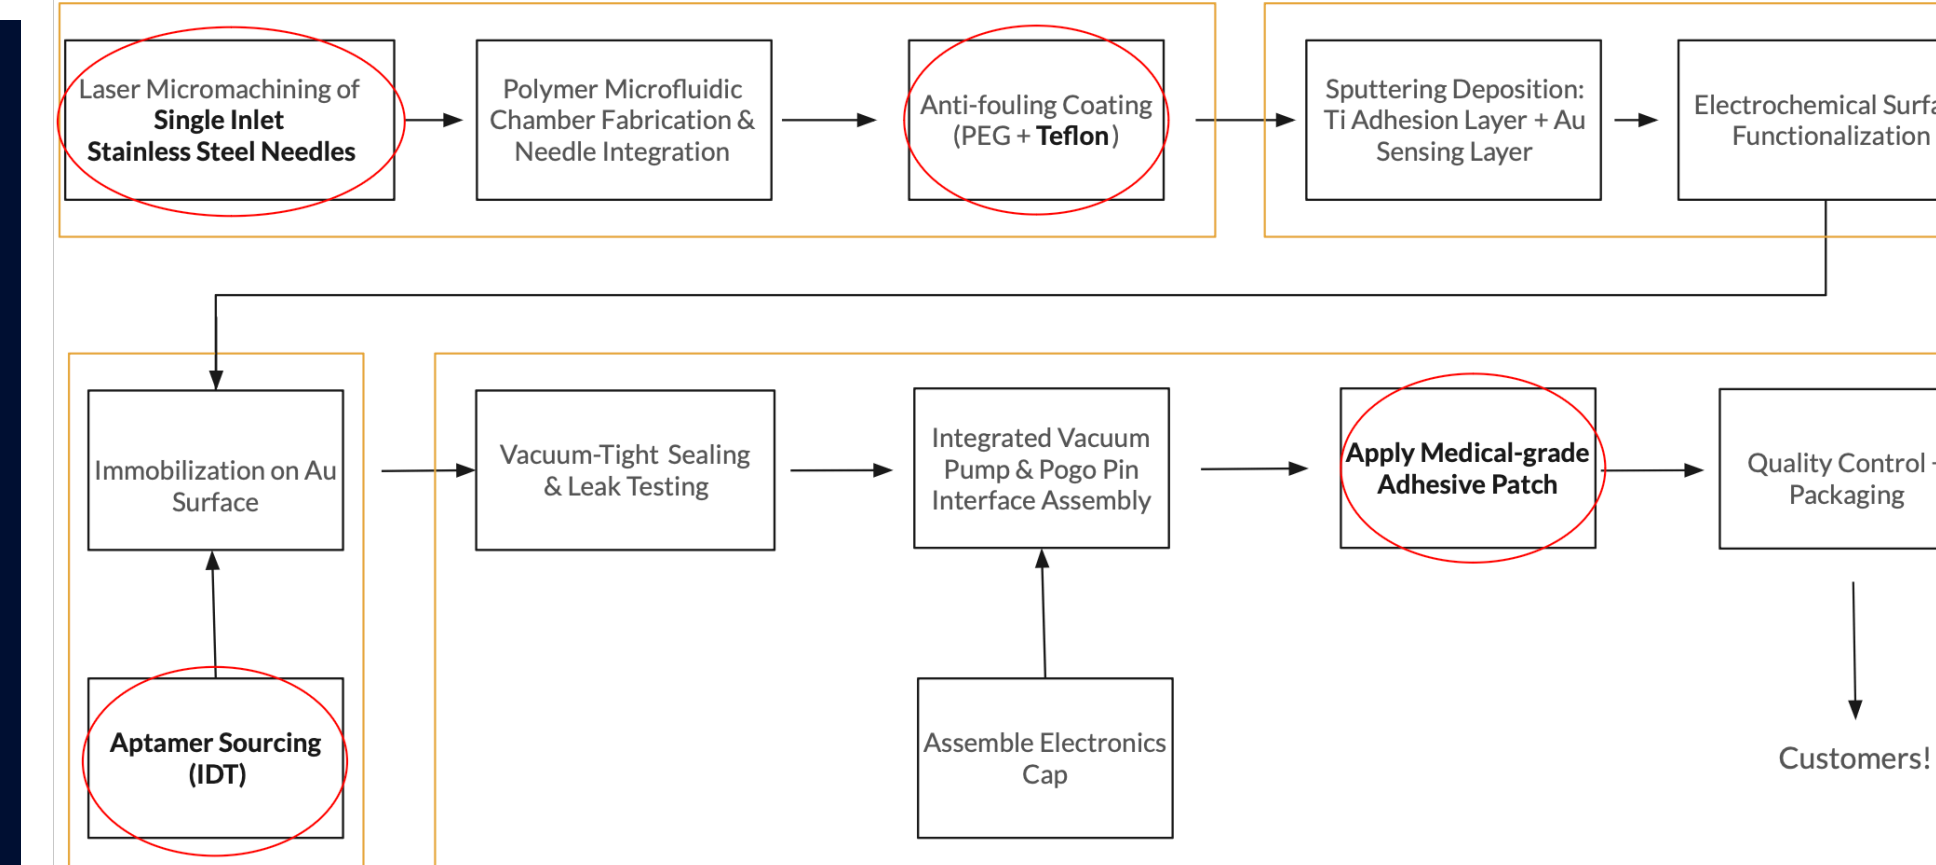 Laser Micromachining of
Single Inlet
Stainless Steel Needles
Polymer Microfluidic
Chamber Fabrication &
Needle Integration
Anti-fouling Coating
(PEG + Teflon)
Sputtering Deposition:
Ti Adhesion Layer + Au
Sensing Layer
Electrochemical
Functionalization
Immobilization on Au
Surface
Vacuum-Tight Sealing
& Leak Testing
Integrated Vacuum
Pump & Pogo Pin
Interface Assembly
Apply Medical-grade
Adhesive Patch
Quality Control
Packaging
Aptamer Sourcing
(IDT)
Assemble Electronics
Cap
Customers!